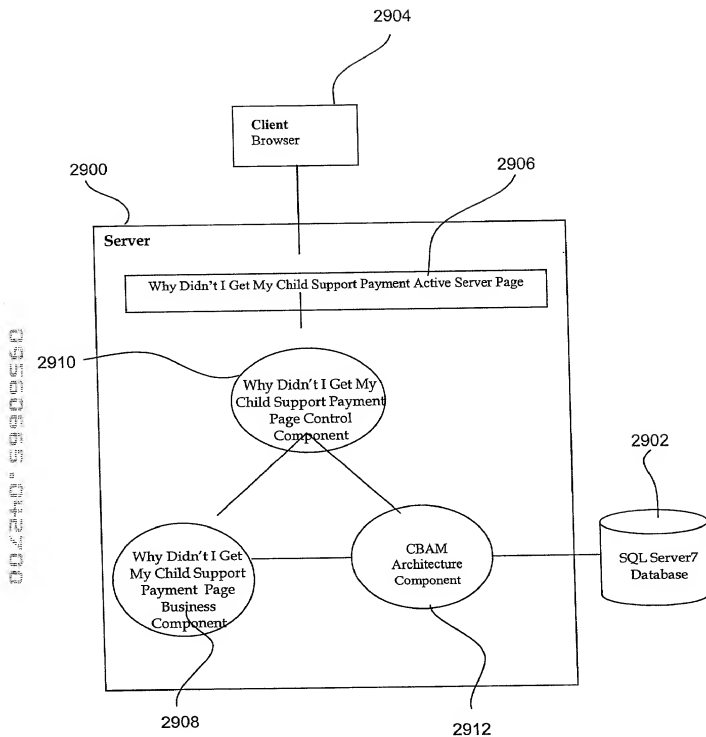 2904
Client
Browser
2900
2906
Server
Why Didn't I Get My Child Support Payment Active Server Page
2910
Why Didn't I Get My
Child Support Payment
Page Control
Component
2902
Why Didn't I Get
My Child Support
Payment Page
Business
Component
CBAM
Architecture
Component
SQL Server7
Database
2908
2912